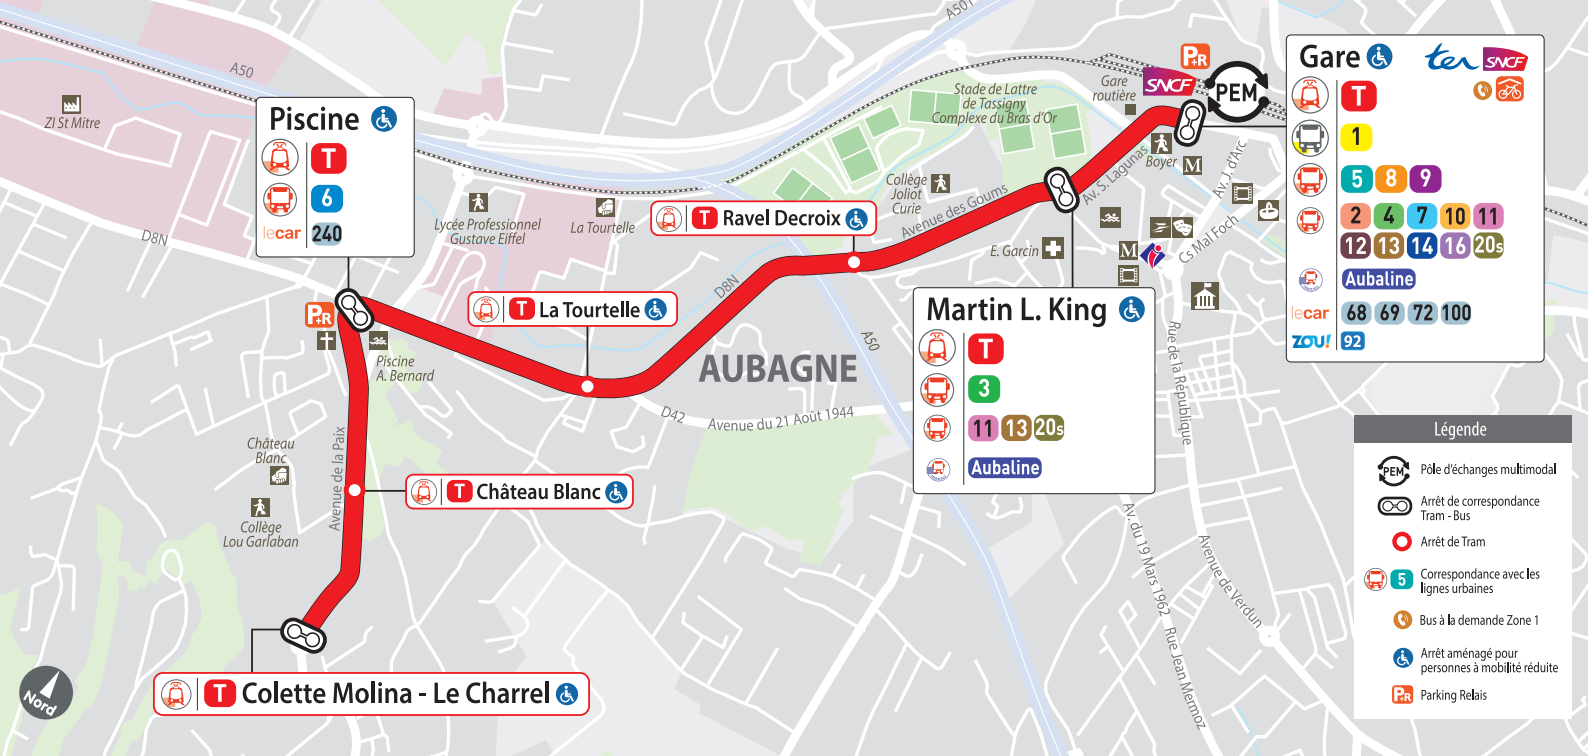 A50
A501
ZI St Mitre
D8N
Piscine
T
6
lecar 240
Lycée Professionnel
Gustave Eiffel
La Tourtelle
T Ravel Decroix
T La Tourtelle
D8N
P+R
Piscine
A. Bernard
Collège
Joliot
Curie
Avenue des Goums
Stade de Lattre
de Tassigny
Complexe du Bras d'Or
Gare
routière
P+R
SNCF
PEM
Boyer
M
Av. S. Lagunas
Av. J. d'Arc
E. Garcin
M
Cs Mal Foch
Gare
ter SNCF
T
1
5 8 9
2 4 7 10 11
12 13 14 16 20s
Aubaline
lecar 68 69 72 100
ZOU! 92
Martin L. King
T
3
11 13 20s
Aubaline
A50
AUBAGNE
D42
Avenue du 21 Août 1944
Rue de la République
Château
Blanc
Collège
Lou Garlaban
Avenue de la Paix
T Château Blanc
T Colette Molina - Le Charrel
Nord
Av. du 19 Mars 1962
Rue Jean Mermoz
Avenue de Verdun
Légende
PEM Pôle d'échanges multimodal
Arrêt de correspondance
Tram - Bus
Arrêt de Tram
5 Correspondance avec les
lignes urbaines
Bus à la demande Zone 1
Arrêt aménagé pour
personnes à mobilité réduite
P+R Parking Relais